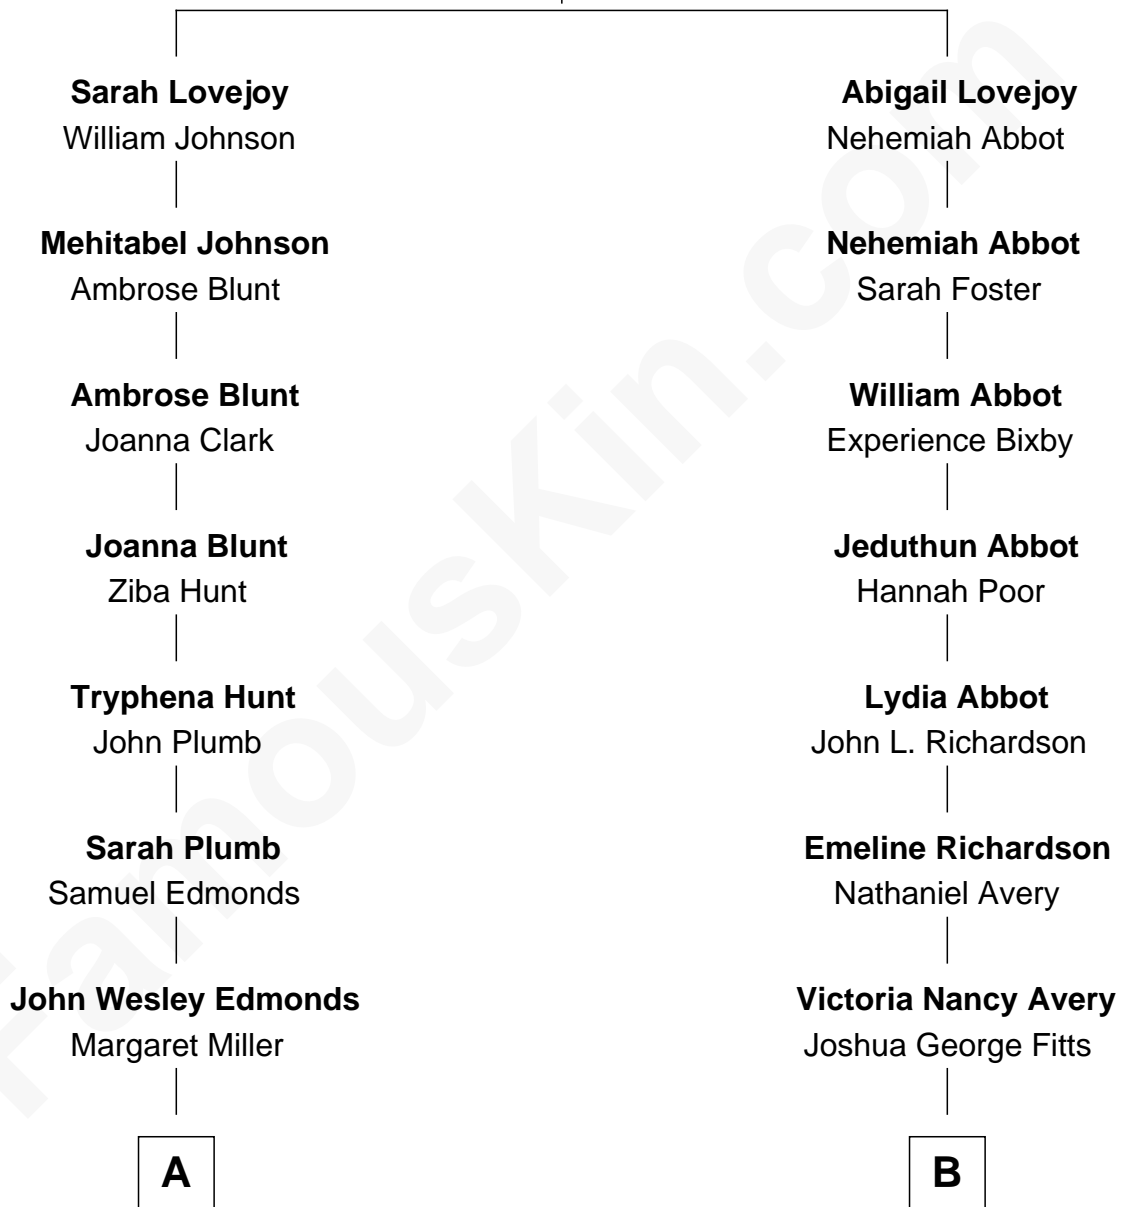 Sarah Lovejoy
William Johnson
Mehitabel Johnson
Ambrose Blunt
Ambrose Blunt
Joanna Clark
Joanna Blunt
Ziba Hunt
Tryphena Hunt
John Plumb
Sarah Plumb
Samuel Edmonds
John Wesley Edmonds
Margaret Miller
A
Abigail Lovejoy
Nehemiah Abbot
Nehemiah Abbot
Sarah Foster
William Abbot
Experience Bixby
Jeduthun Abbot
Hannah Poor
Lydia Abbot
John L. Richardson
Emeline Richardson
Nathaniel Avery
Victoria Nancy Avery
Joshua George Fitts
B
FamousKin.com